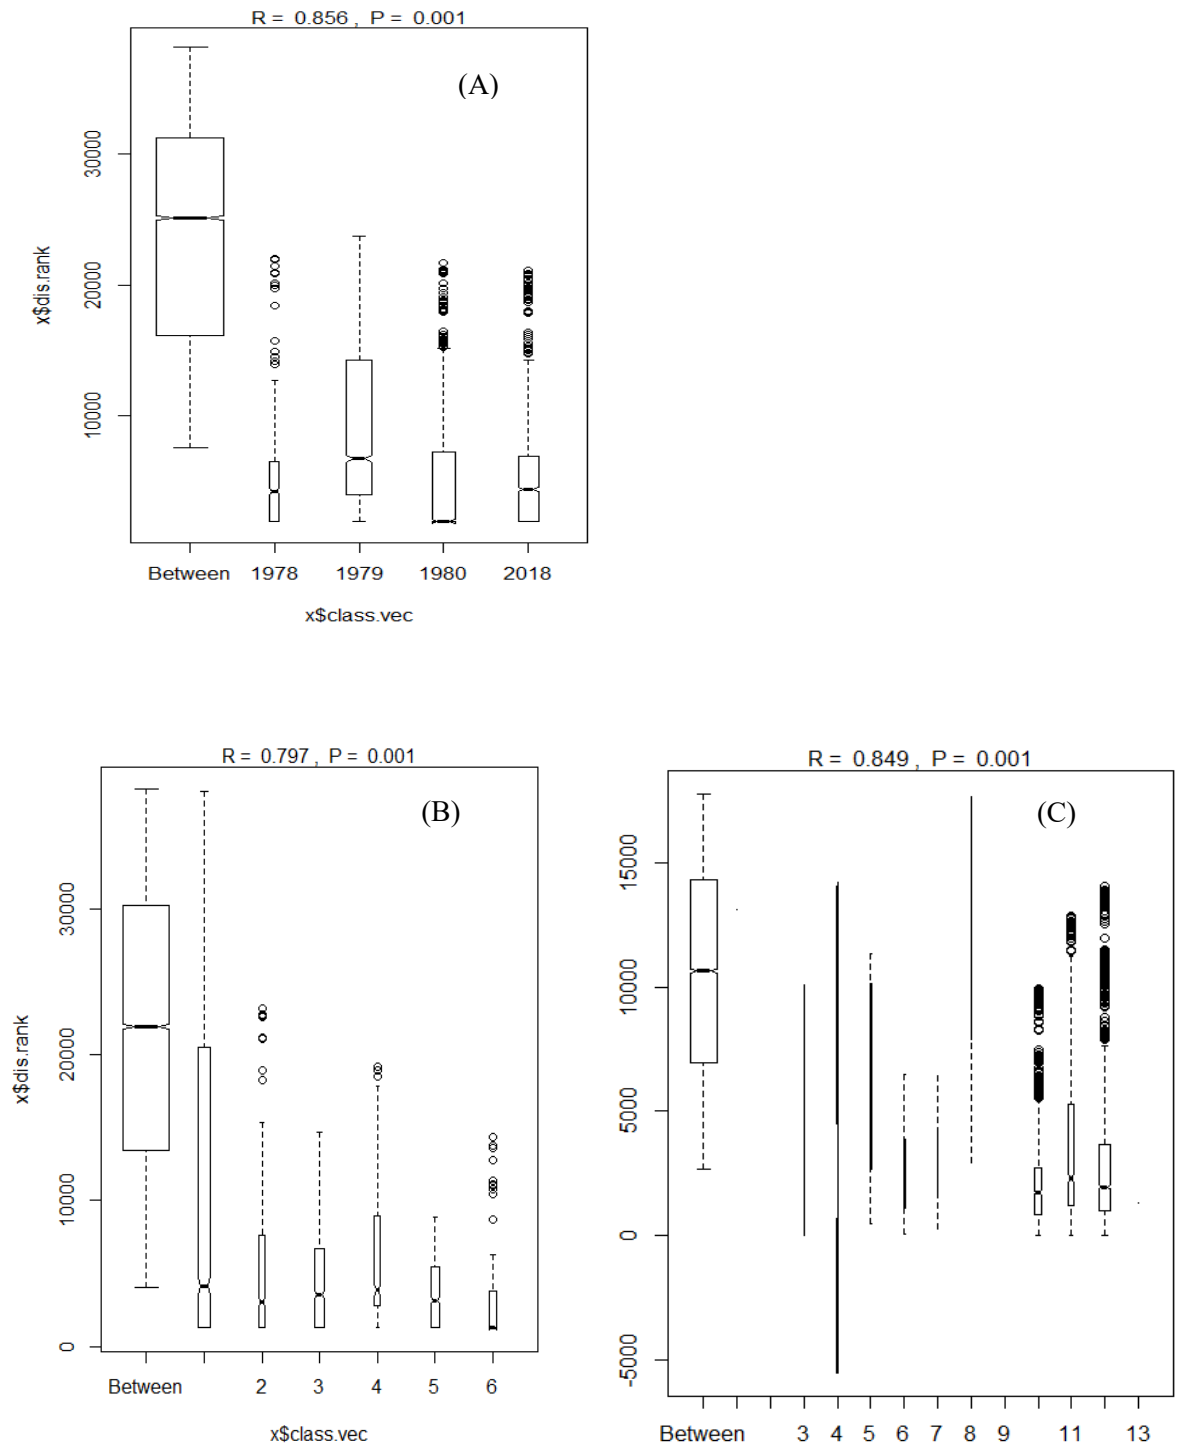 R = 0.856 , P = 0.001
(A)
30000
20000
10000
x$dis.rank
Between 1978 1979 1980 2018
x$class.vec
R = 0.797 , P = 0.001
(B)
30000
20000
10000
0
x$dis.rank
Between 2 3 4 5 6
x$class.vec
R = 0.849 , P = 0.001
(C)
15000
10000
5000
0
-5000
Between 3 4 5 6 7 8 9 11 13